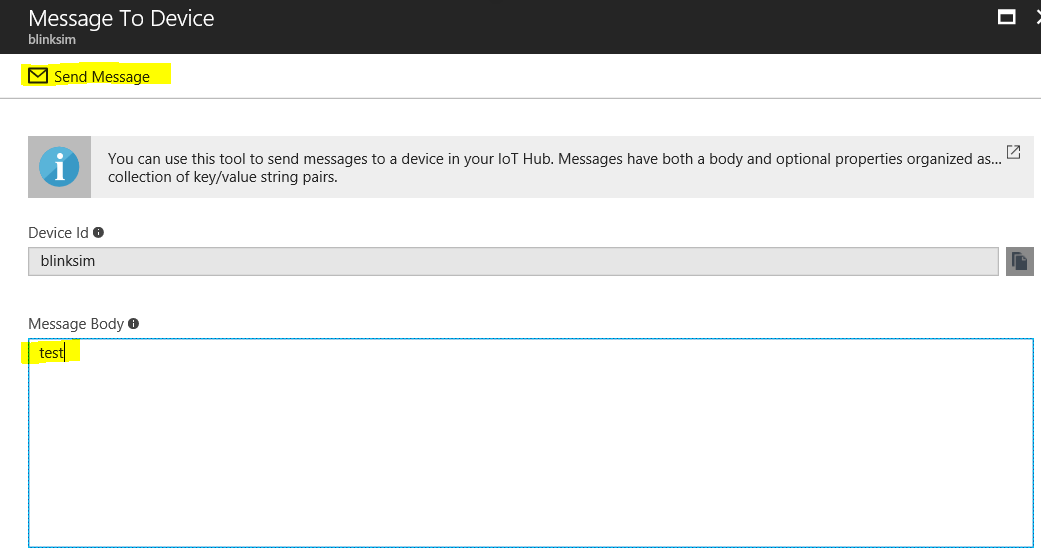 Message To Device
blinksim
Send Message
You can use this tool to send messages to a device in your IoT Hub. Messages have both a body and optional properties organized as...
collection of key/value string pairs.
Device Id
blinksim
Message Body
test